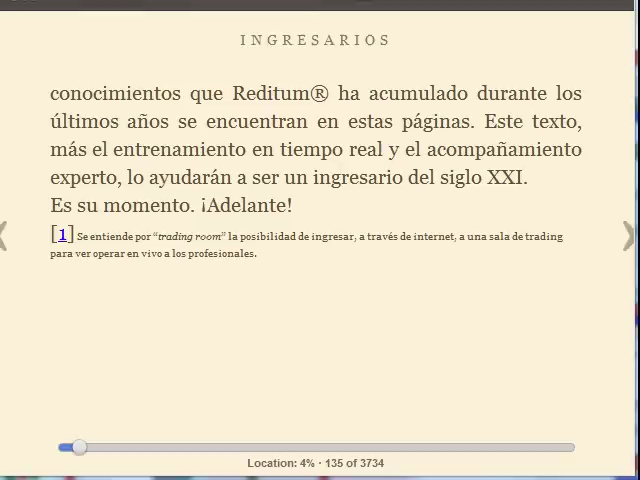 INGRESARIOS
conocimientos que Reditum® ha acumulado durante los
últimos años se encuentran en estas páginas. Este texto,
más el entrenamiento en tiempo real y el acompañamiento
experto, lo ayudarán a ser un ingresario del siglo XXI.
Es su momento. ¡Adelante!
[1] Se entiende por “trading room” la posibilidad de ingresar, a través de internet, a una sala de trading
para ver operar en vivo a los profesionales.
Location: 4% · 135 of 3734